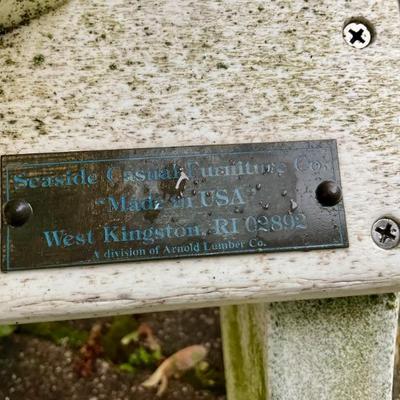 Seaside Casual Furniture Co.
"Made in USA"
West Kingston, RI 02892
A division of Arnold Lumber Co.